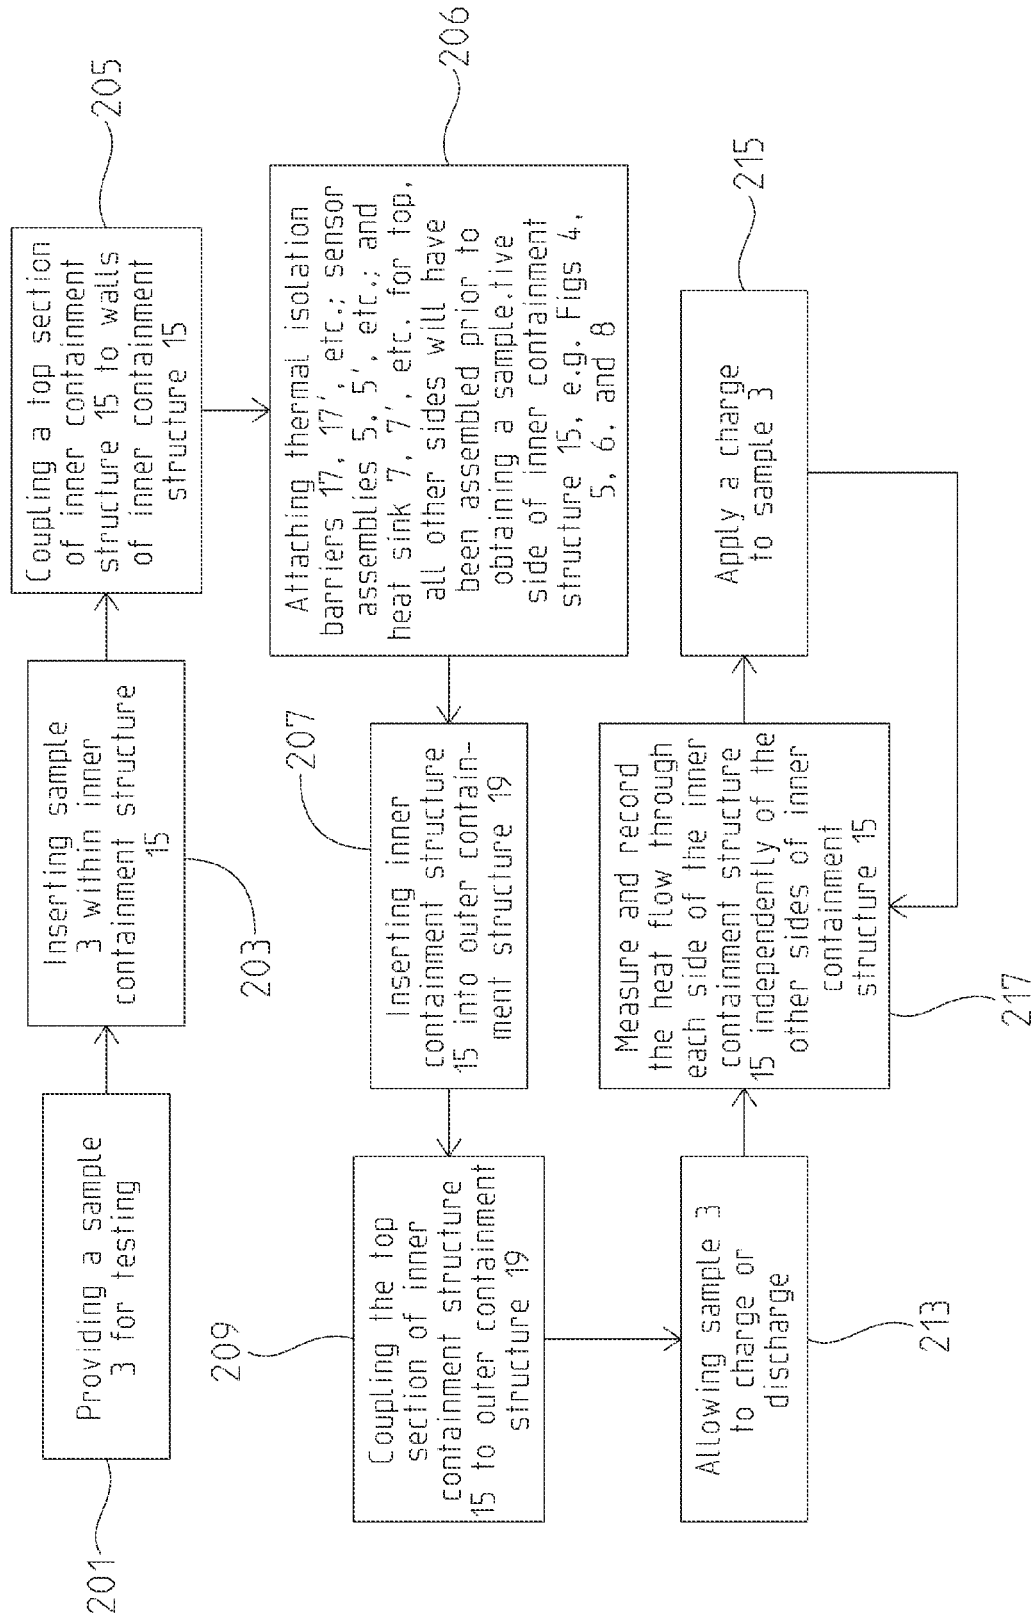 Providing a sample
3 for testing
201
Inserting sample
3 within inner
containment structure
15
203
Coupling a top section
of inner containment
structure 15 to walls
of inner containment
structure 15
205
Attaching thermal isolation
barriers 17, 17', etc.; sensor
assemblies 5, 5', etc.; and
heat sink 7, 7', etc. for top,
all other sides will have
been assembled prior to
obtaining a sample.tive
side of inner containment
structure 15, e.g. Figs 4,
5, 6, and 8
206
Inserting inner
containment structure
15 into outer contain-
ment structure 19
207
Coupling the top
section of inner
containment structure
15 to outer containment
structure 19
209
Allowing sample 3
to charge or
discharge
213
Measure and record
the heat flow through
each side of the inner
containment structure
15 independently of the
other sides of inner
containment
structure 15
217
Apply a charge
to sample 3
215